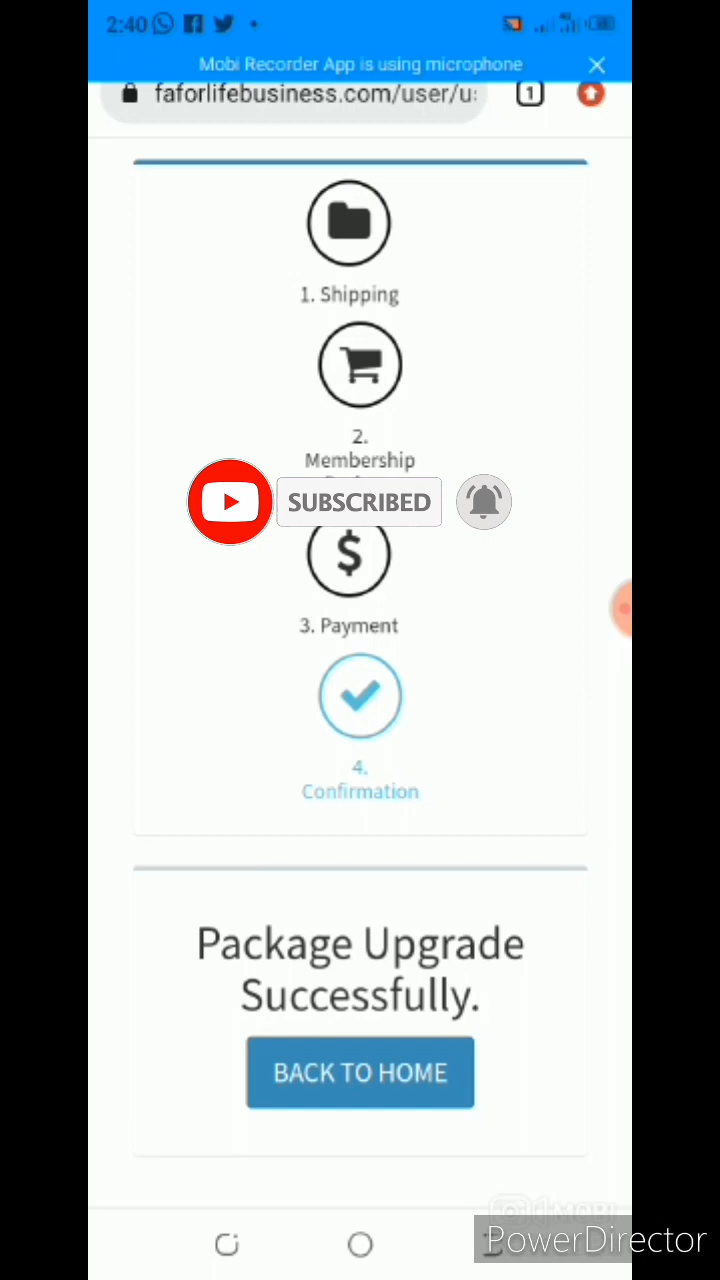 2:40
Mobi Recorder App is using microphone
faforlifebusiness.com/user/u
1
1. Shipping
2.
Membership
SUBSCRIBED
$
3. Payment
4.
Confirmation
Package Upgrade
Successfully.
BACK TO HOME
MOBI
PowerDirector